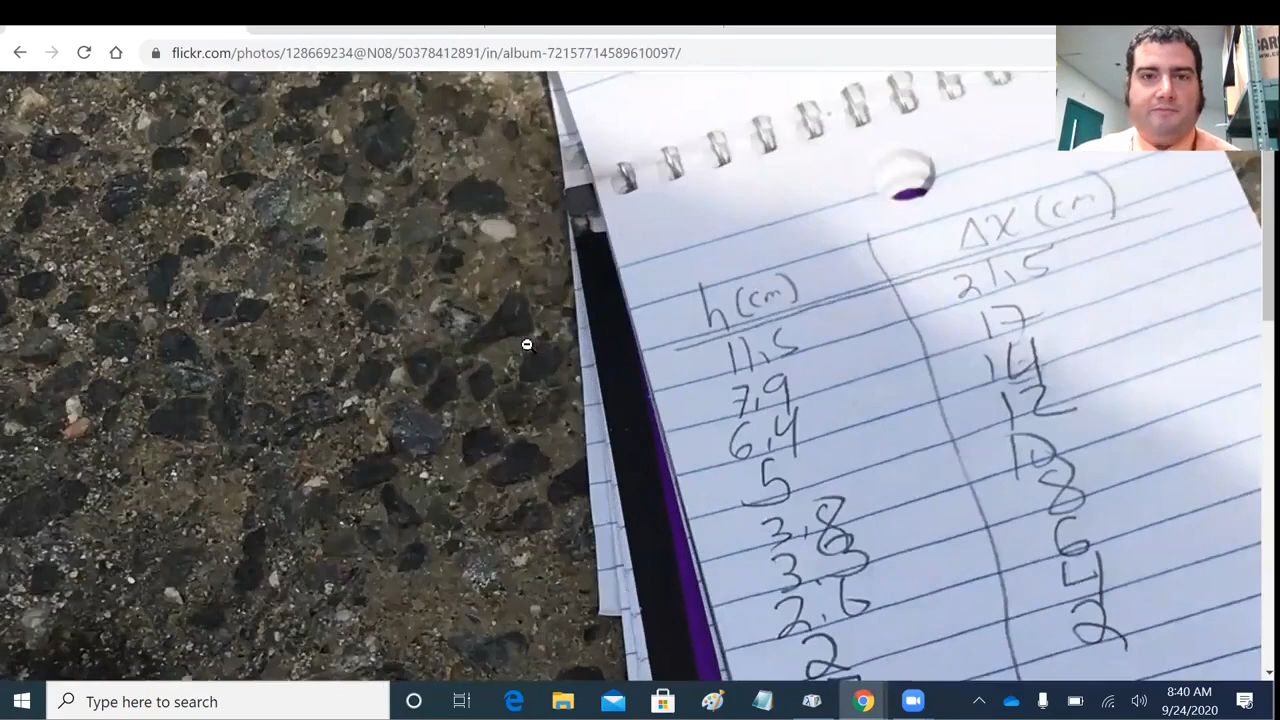 flickr.com/photos/128669234@N08/50378412891/in/album-72157714589610097/
h (cm) ΔX (cm)
11,5 21,5
7,9 17
6,4 14
5 12
3,8 10
3,3 8
2,6 6
2 4
2
Type here to search
8:40 AM
9/24/2020